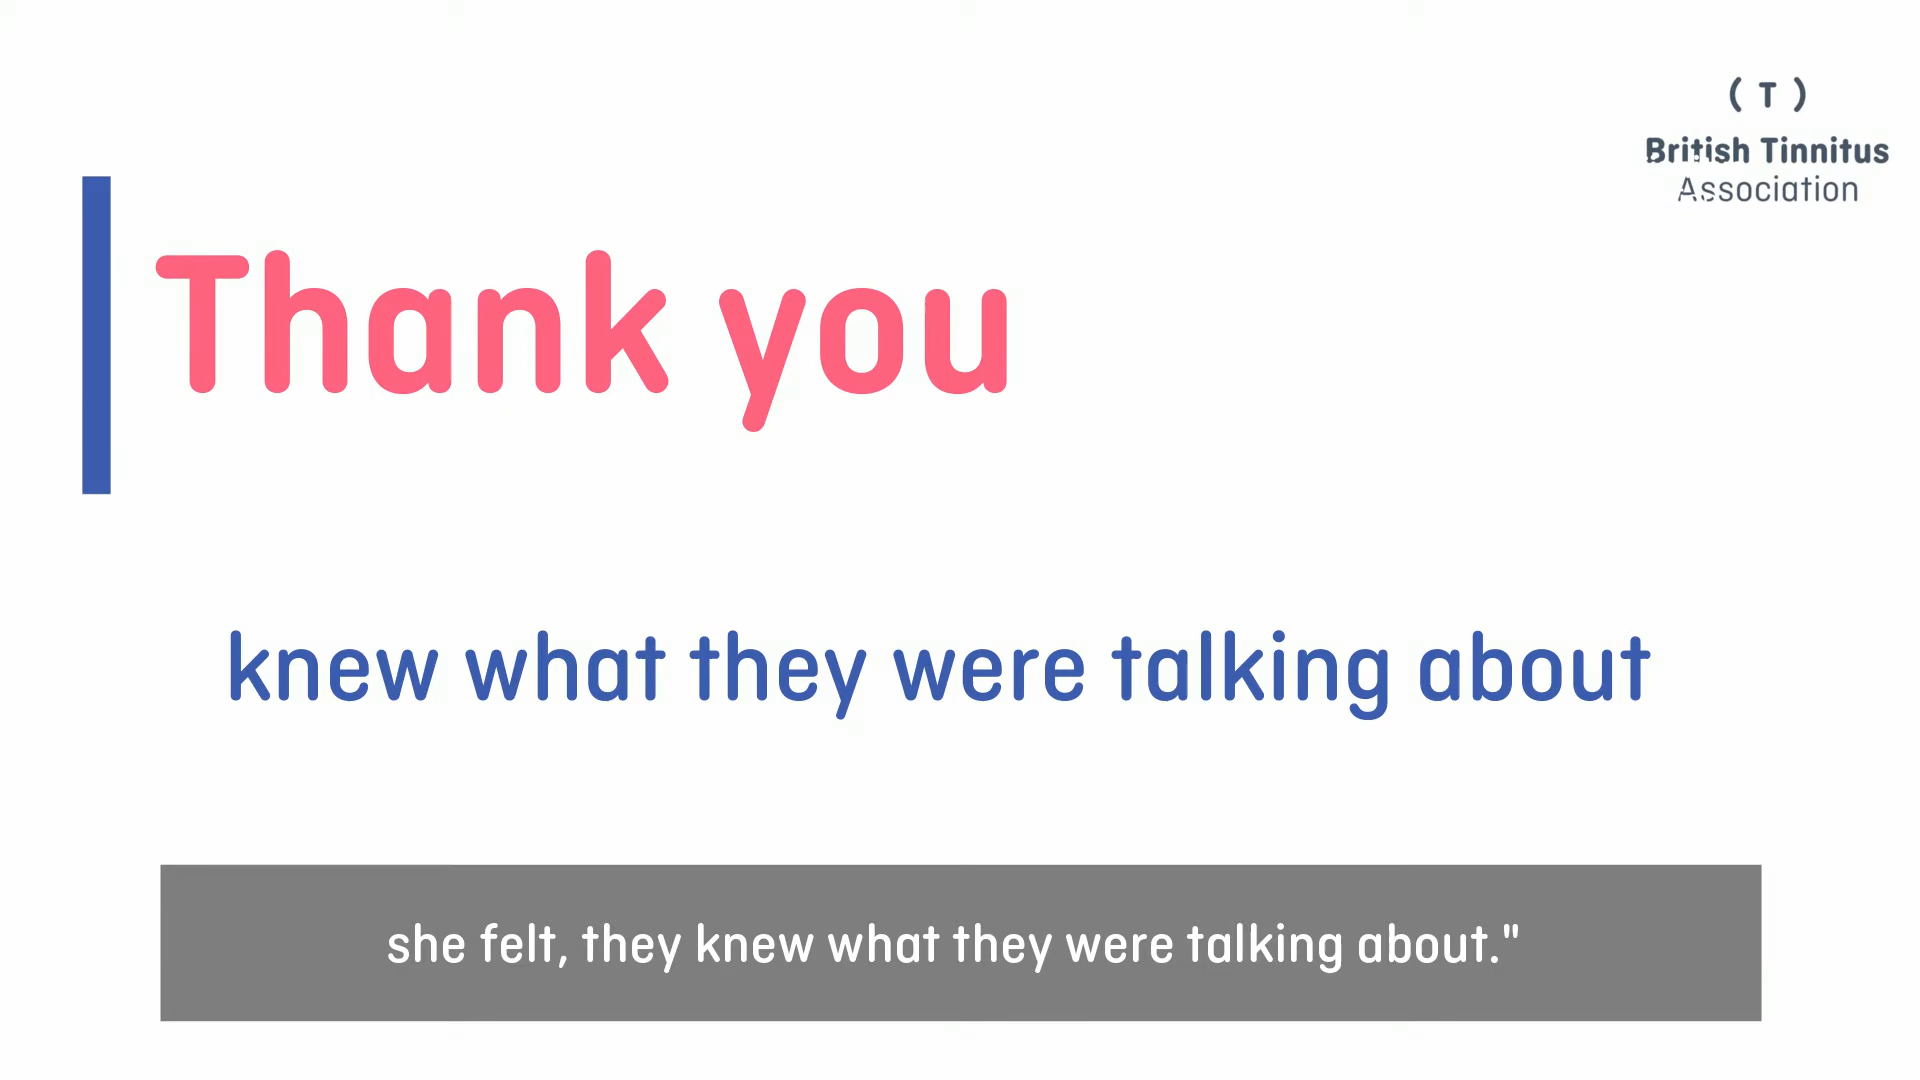 ( T )
British Tinnitus
Association
Thank you
knew what they were talking about
she felt, they knew what they were talking about."